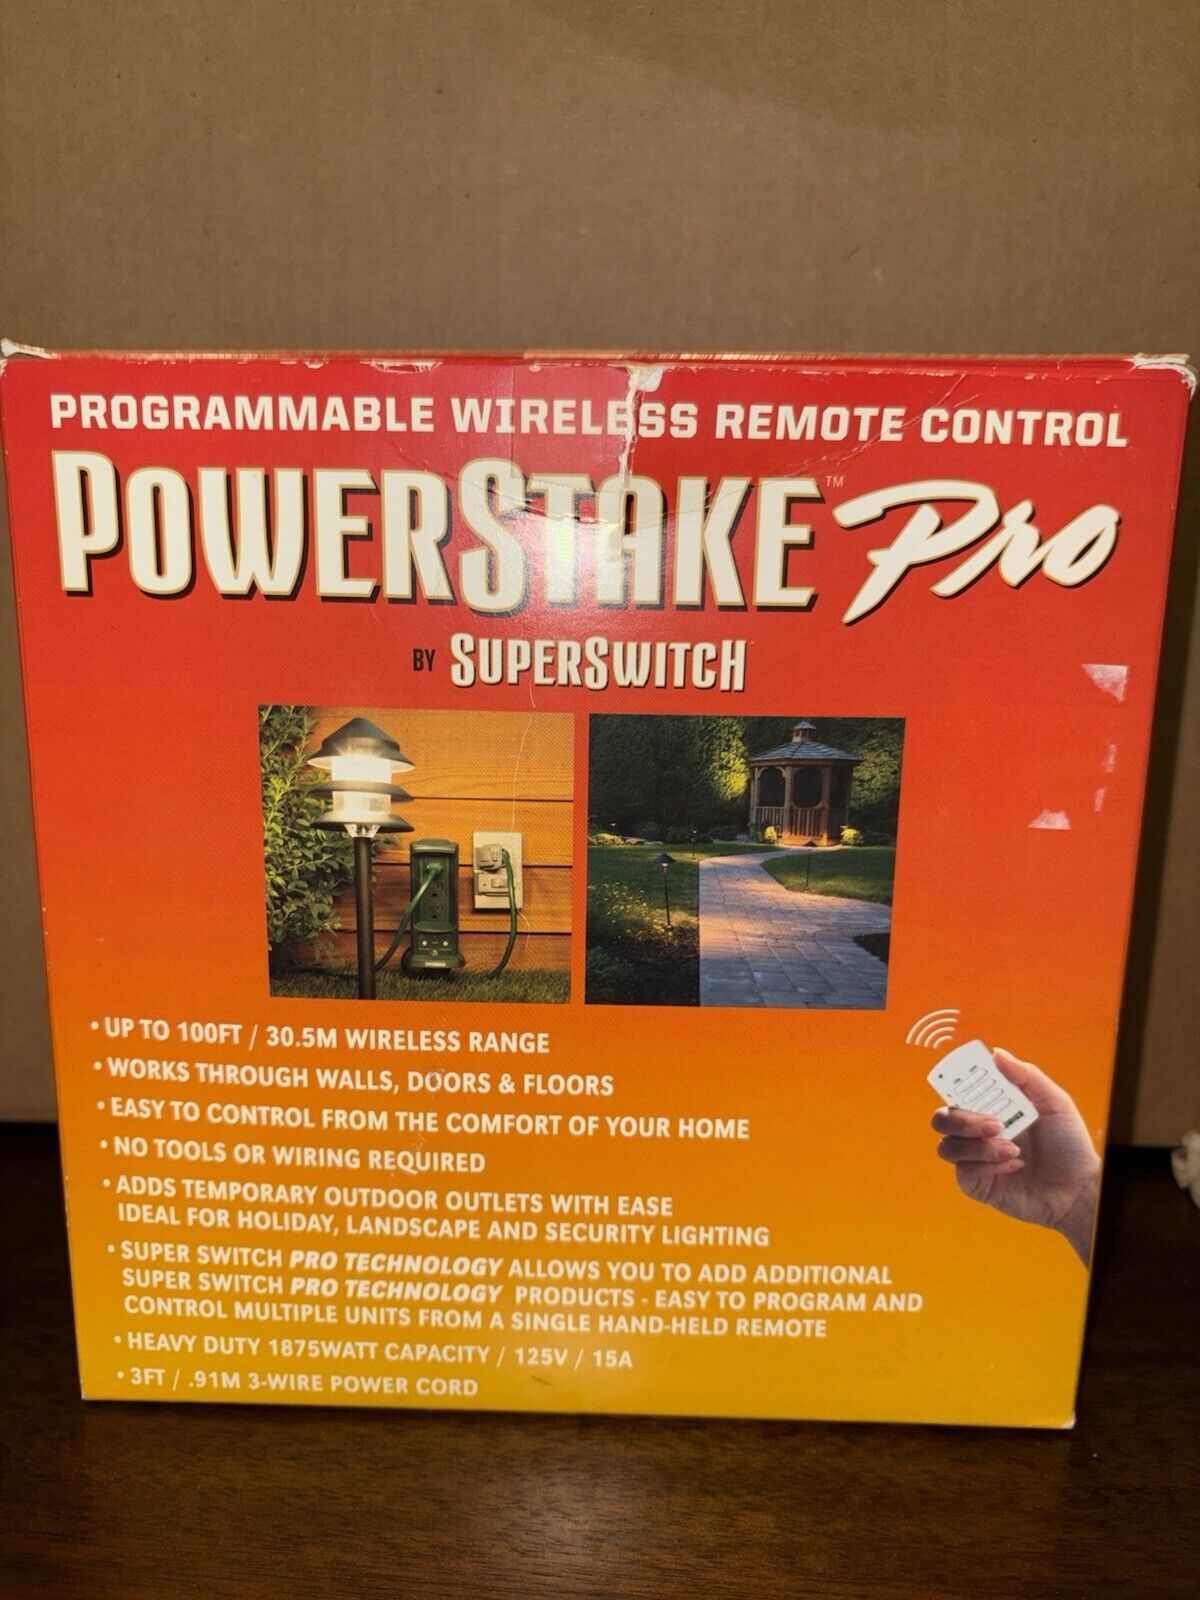 PROGRAMMABLE WIRELESS REMOTE CONTROL
POWERSTAKE™ Pro
BY SUPERSWITCH
• UP TO 100FT / 30.5M WIRELESS RANGE
• WORKS THROUGH WALLS, DOORS & FLOORS
• EASY TO CONTROL FROM THE COMFORT OF YOUR HOME
• NO TOOLS OR WIRING REQUIRED
• ADDS TEMPORARY OUTDOOR OUTLETS WITH EASE
IDEAL FOR HOLIDAY, LANDSCAPE AND SECURITY LIGHTING
• SUPER SWITCH PRO TECHNOLOGY ALLOWS YOU TO ADD ADDITIONAL
SUPER SWITCH PRO TECHNOLOGY PRODUCTS - EASY TO PROGRAM AND
CONTROL MULTIPLE UNITS FROM A SINGLE HAND-HELD REMOTE
• HEAVY DUTY 1875WATT CAPACITY / 125V / 15A
• 3FT / .91M 3-WIRE POWER CORD